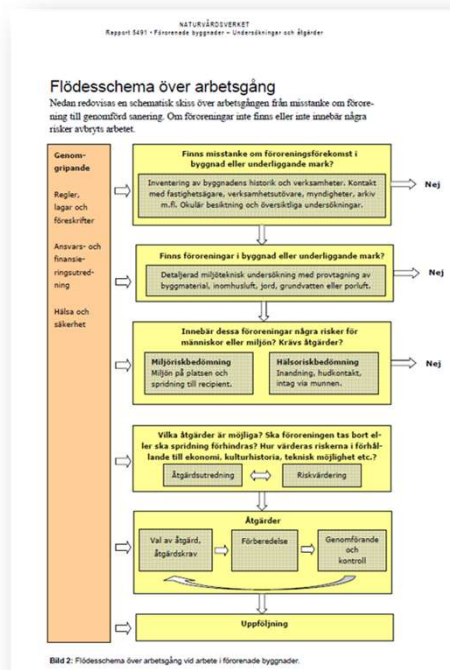 NATURVÅRDSVERKET
Rapport 5491 • Förorenade byggnader – Undersökningar och åtgärder
Flödesschema över arbetsgång
Nedan redovisas en schematisk skiss över arbetsgången från misstanke om förore-
ning till genomförd sanering. Om föroreningar inte finns eller inte innebär några
risker avbryts arbetet.
Genom-
gripande
Regler,
lagar och
föreskrifter
Ansvars- och
finansie-
ringsutred-
ning
Hälsa och
säkerhet
Finns misstanke om föroreningsförekomst i
byggnad eller underliggande mark?
Inventering av byggnadens historik och verksamheter. Kontakt
med fastighetsägare, verksamhetsutövare, myndigheter, arkiv
m.fl. Okulär besiktning och översiktliga undersökningar.
Nej
Finns föroreningar i byggnad eller underliggande mark?
Detaljerad miljöteknisk undersökning med provtagning av
byggmaterial, inomhusluft, jord, grundvatten eller porluft.
Nej
Innebär dessa föroreningar några risker för
människor eller miljön? Krävs åtgärder?
Miljöriskbedömning
Miljön på platsen och
spridning till recipient.
Hälsoriskbedömning
Inandning, hudkontakt,
intag via munnen.
Nej
Vilka åtgärder är möjliga? Ska föroreningen tas bort el-
ler ska spridning förhindras? Hur värderas riskerna i förhål-
lande till ekonomi, kulturhistoria, teknisk möjlighet etc.?
Åtgärdsutredning
Riskvärdering
Åtgärder
Val av åtgärd,
åtgärdskrav
Förberedelse
Genomförande
och
kontroll
Uppföljning
Bild 2: Flödesschema över arbetsgång vid arbete i förorenade byggnader.